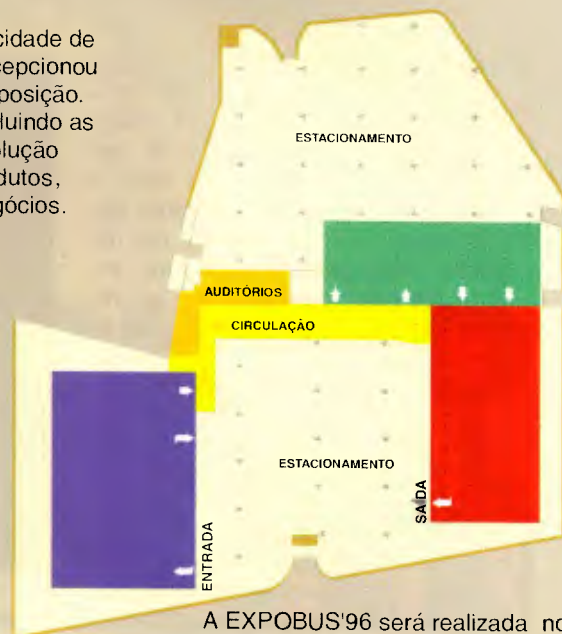 cidade de
cepcionou
posição.
luindo as
olução
dutos,
gócios.
ESTACIONAMENTO
AUDITÓRIOS
CIRCULAÇÃO
ESTACIONAMENTO
ENTRADA
SAÍDA
A EXPOBUS'96 será realizada no